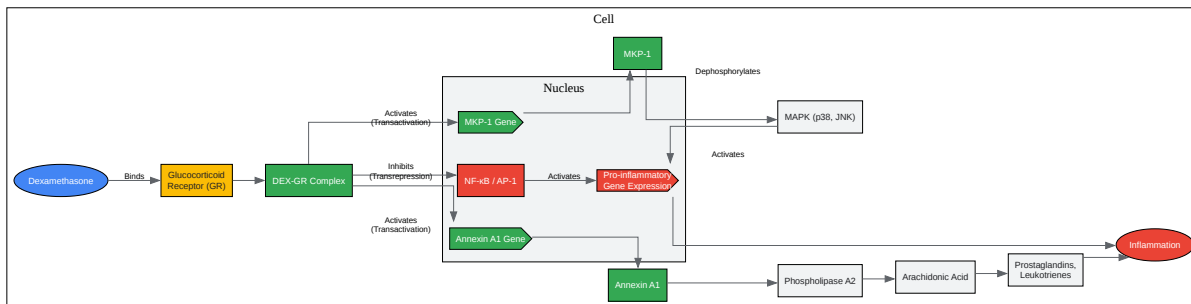 Cell
MKP-1
Dephosphorylates
Nucleus
Activates
(Transactivation)
MKP-1 Gene
MAPK (p38, JNK)
Activates
Dexamethasone
Binds
Glucocorticoid
Receptor (GR)
DEX-GR Complex
Inhibits
(Transrepression)
NF-κB / AP-1
Activates
Pro-inflammatory
Gene Expression
Activates
(Transactivation)
Annexin A1 Gene
Inflammation
Annexin A1
Phospholipase A2
Arachidonic Acid
Prostaglandins,
Leukotrienes